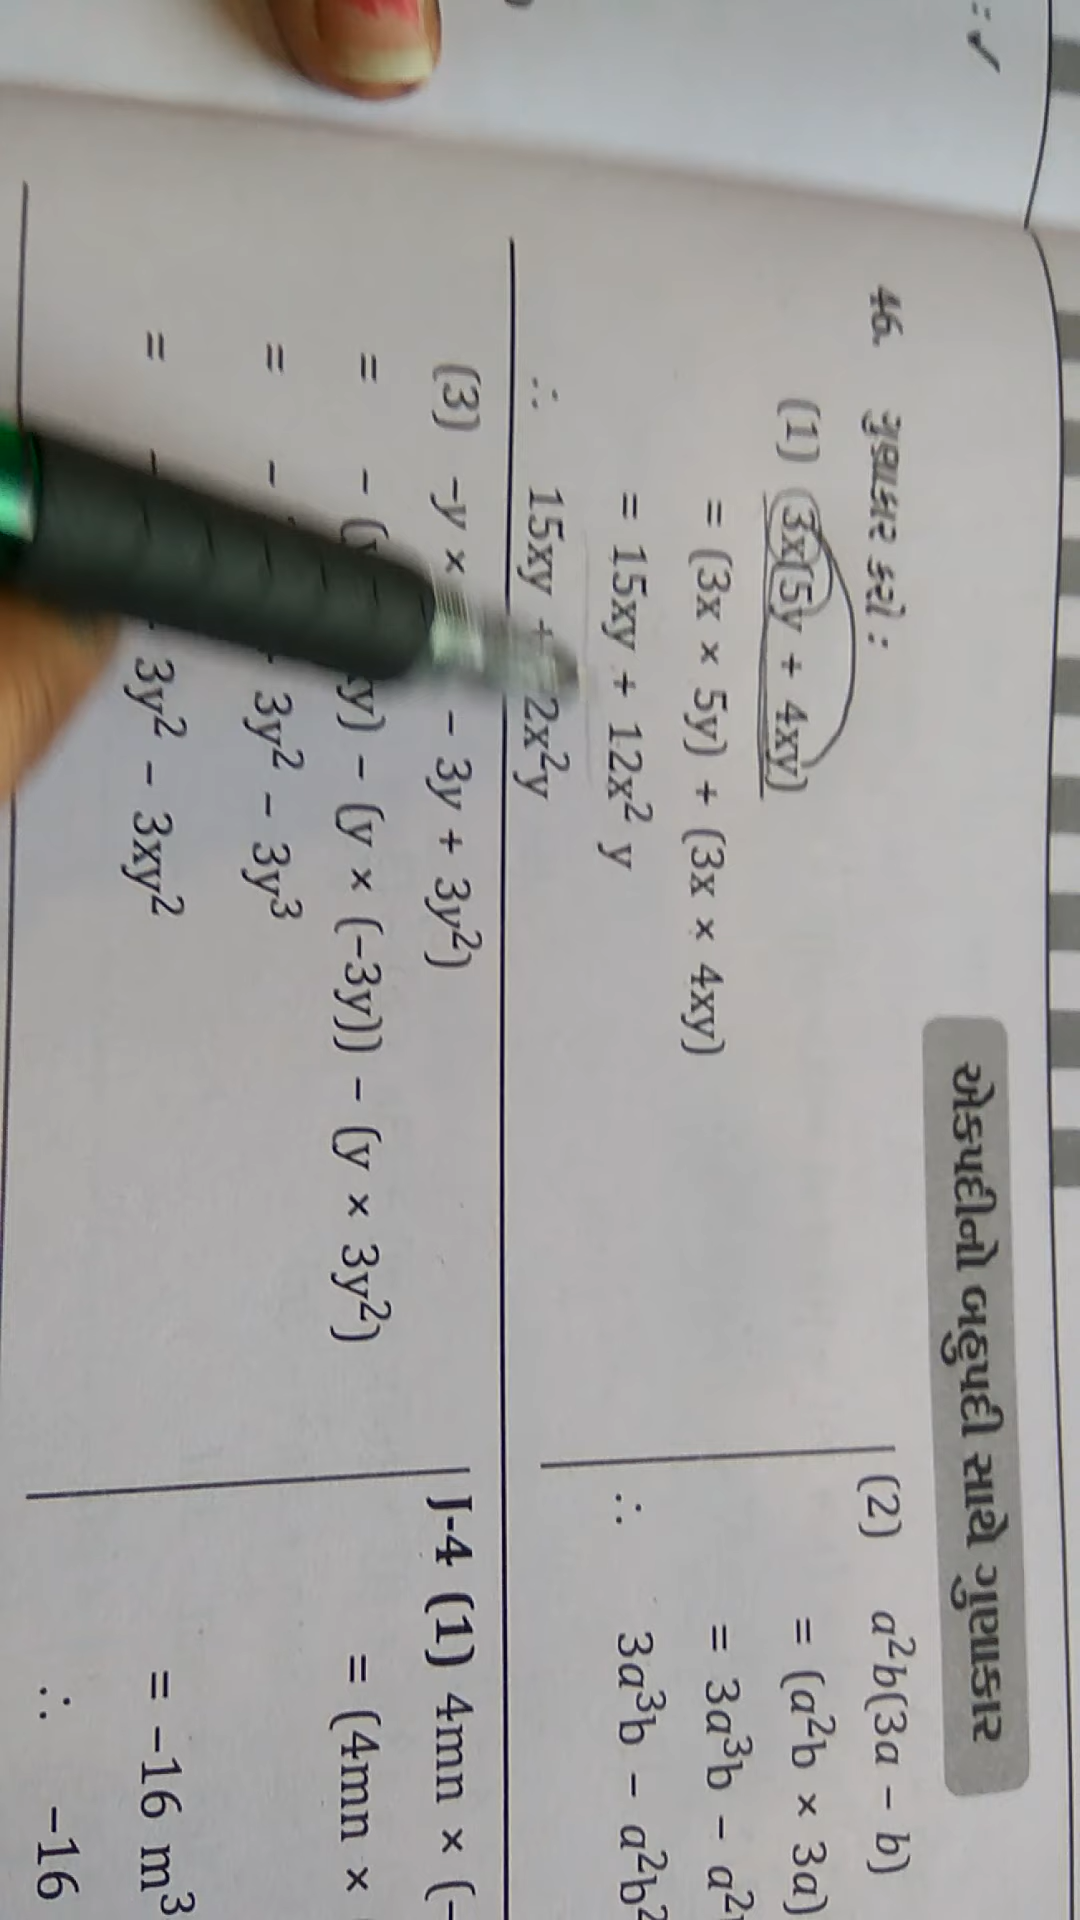 એકપદીનો બહુપદી સાથે ગુણાકાર
46. ગુણાકાર કરો :
(1) 3x(5y + 4xy)
= (3x × 5y) + (3x × 4xy)
= 15xy + 12x² y
∴ 15xy + 2x²y
(2) a²b(3a − b)
= (a²b × 3a)
= 3a³b − a²
∴ 3a³b − a²b²
(3) -y × − 3y + 3y²)
= - y) − (y × (−3y)) − (y × 3y²)
= - 3y² − 3y³
= - 3y² − 3xy²
J-4 (1) 4mn × (−
= (4mn ×
= −16 m³
∴ −16